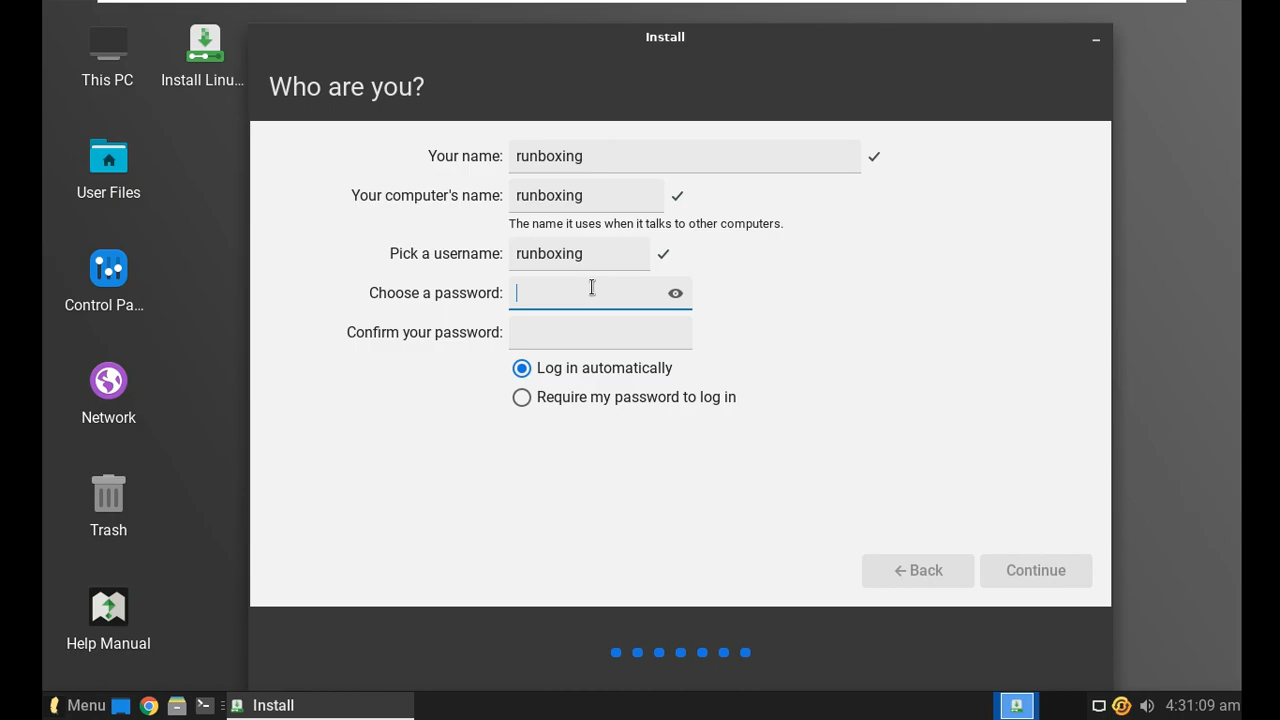 Install
This PC
Install Linu...
Who are you?
Your name: runboxing
Your computer's name: runboxing
The name it uses when it talks to other computers.
User Files
Pick a username: runboxing
Choose a password:
Control Pa...
Confirm your password:
Log in automatically
Require my password to log in
Network
Trash
Back
Continue
Help Manual
Menu
Install
4:31:09 am